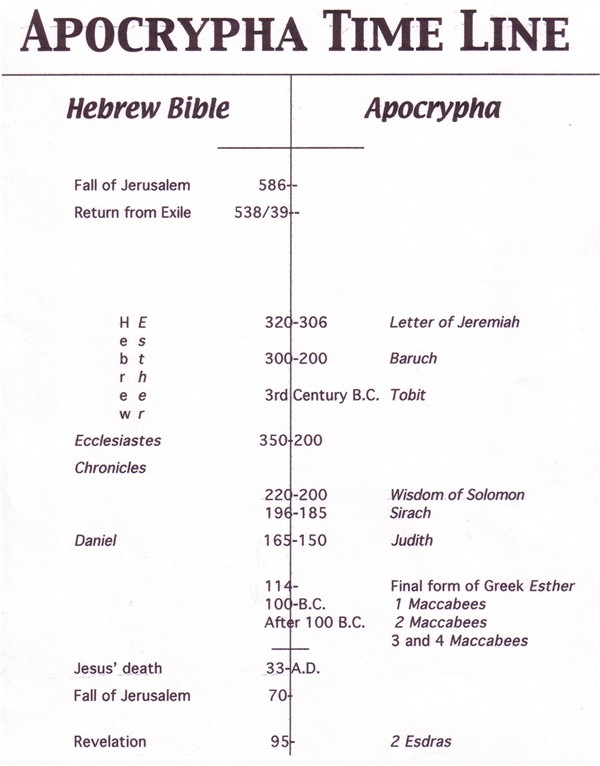 APOCRYPHA TIME LINE
Hebrew Bible Apocrypha
Fall of Jerusalem 586--
Return from Exile 538/39--
H E 320-306 Letter of Jeremiah
e s
b t 300-200 Baruch
r h
e e 3rd Century B.C. Tobit
w r
Ecclesiastes 350-200
Chronicles
220-200 Wisdom of Solomon
196-185 Sirach
Daniel 165-150 Judith
114- Final form of Greek Esther
100-B.C. 1 Maccabees
After 100 B.C. 2 Maccabees
3 and 4 Maccabees
Jesus' death 33-A.D.
Fall of Jerusalem 70-
Revelation 95- 2 Esdras